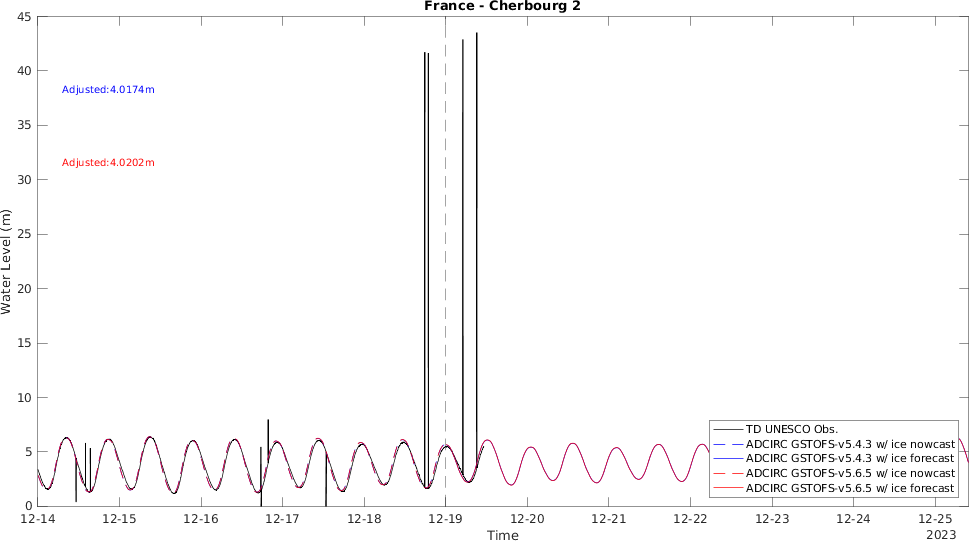 France - Cherbourg 2
45
40
35
30
25
20
15
10
5
0
Water Level (m)
Adjusted:4.0174m
Adjusted:4.0202m
TD UNESCO Obs.
ADCIRC GSTOFS-v5.4.3 w/ ice nowcast
ADCIRC GSTOFS-v5.4.3 w/ ice forecast
ADCIRC GSTOFS-v5.6.5 w/ ice nowcast
ADCIRC GSTOFS-v5.6.5 w/ ice forecast
12-14 12-15 12-16 12-17 12-18 12-19 12-20 12-21 12-22 12-23 12-24 12-25
2023
Time